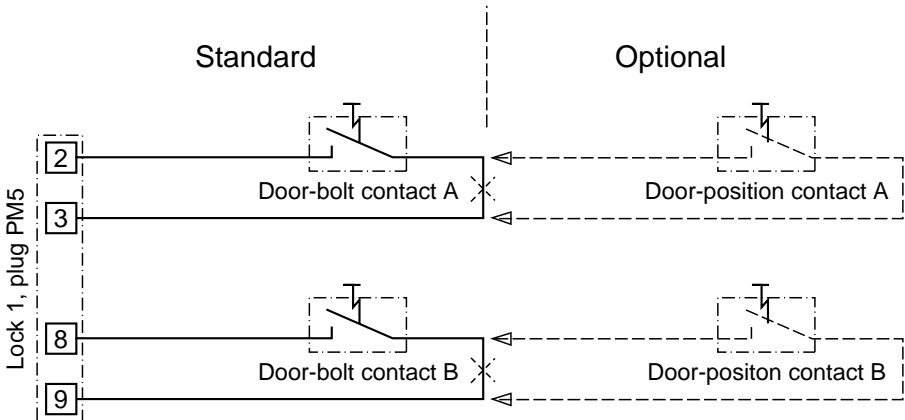 Standard
Optional
2
Door-bolt contact A
Door-position contact A
3
Lock 1, plug PM5
8
Door-bolt contact B
Door-positon contact B
9